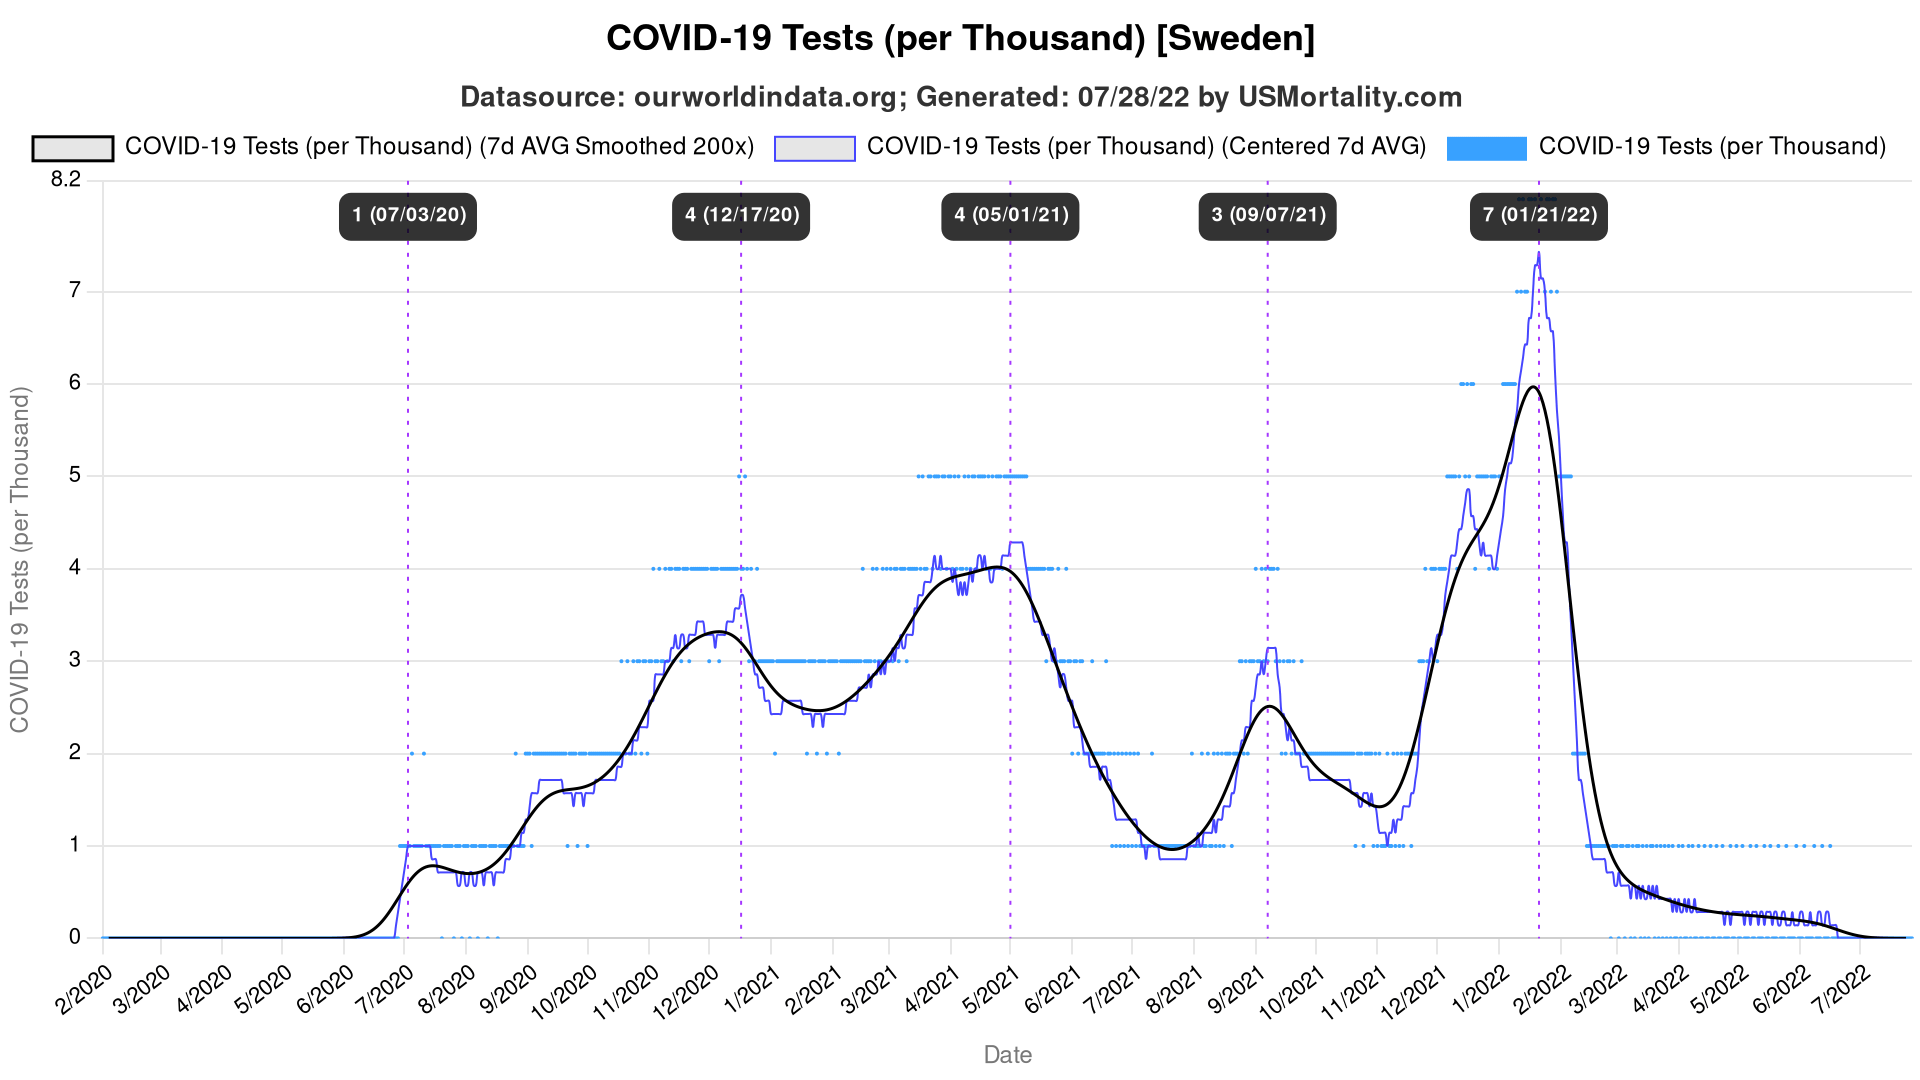 COVID-19 Tests (per Thousand) [Sweden]
Datasource: ourworldindata.org; Generated: 07/28/22 by USMortality.com
COVID-19 Tests (per Thousand) (7d AVG Smoothed 200x) COVID-19 Tests (per Thousand) (Centered 7d AVG) COVID-19 Tests (per Thousand)
8.2
1 (07/03/20) 4 (12/17/20) 4 (05/01/21) 3 (09/07/21) 7 (01/21/22)
7
6
5
4
3
2
1
0
COVID-19 Tests (per Thousand)
2/2020 3/2020 4/2020 5/2020 6/2020 7/2020 8/2020 9/2020 10/2020 11/2020 12/2020 1/2021 2/2021 3/2021 4/2021 5/2021 6/2021 7/2021 8/2021 9/2021 10/2021 11/2021 12/2021 1/2022 2/2022 3/2022 4/2022 5/2022 6/2022 7/2022
Date